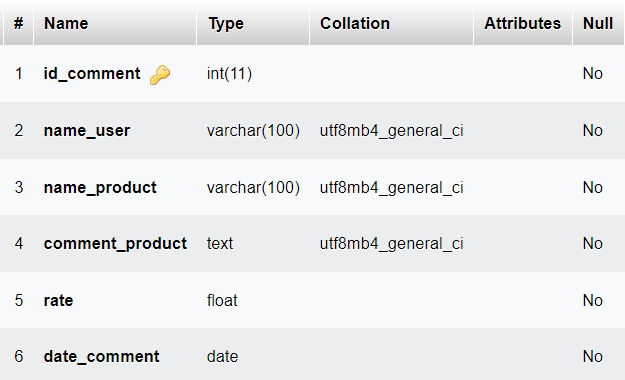 # Name Type Collation Attributes Null
1 id_comment int(11) No
2 name_user varchar(100) utf8mb4_general_ci No
3 name_product varchar(100) utf8mb4_general_ci No
4 comment_product text utf8mb4_general_ci No
5 rate float No
6 date_comment date No